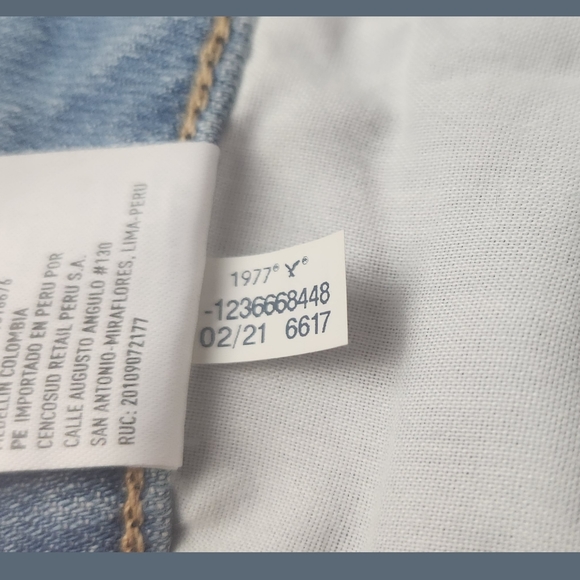 MEDELLIN COLOMBIA
PE IMPORTADO EN PERU POR
CENCOSUD RETAIL PERU S.A.
CALLE AUGUSTO ANGULO #130
SAN ANTONIO-MIRAFLORES, LIMA-PERU
RUC: 20109072177
1977® Y®
-1236668448
02/21 6617